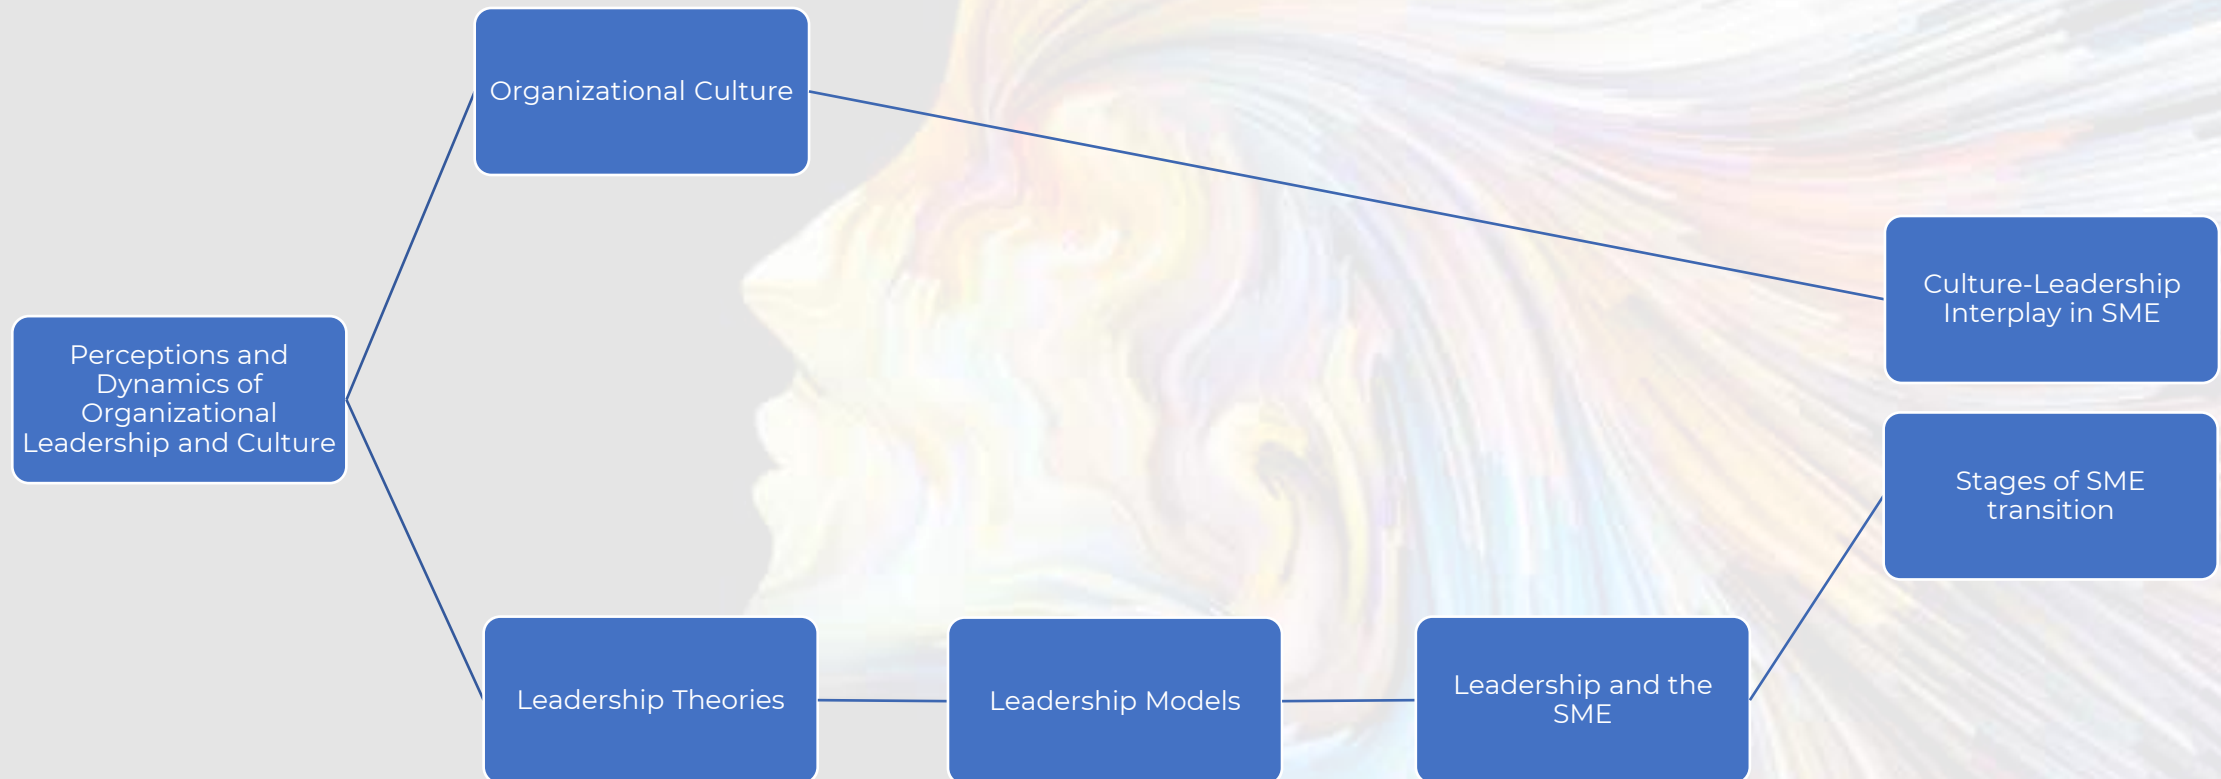 Organizational Culture
Culture-Leadership
Interplay in SME
Perceptions and
Dynamics of
Organizational
Leadership and Culture
Stages of SME
transition
Leadership Theories
Leadership Models
Leadership and the
SME